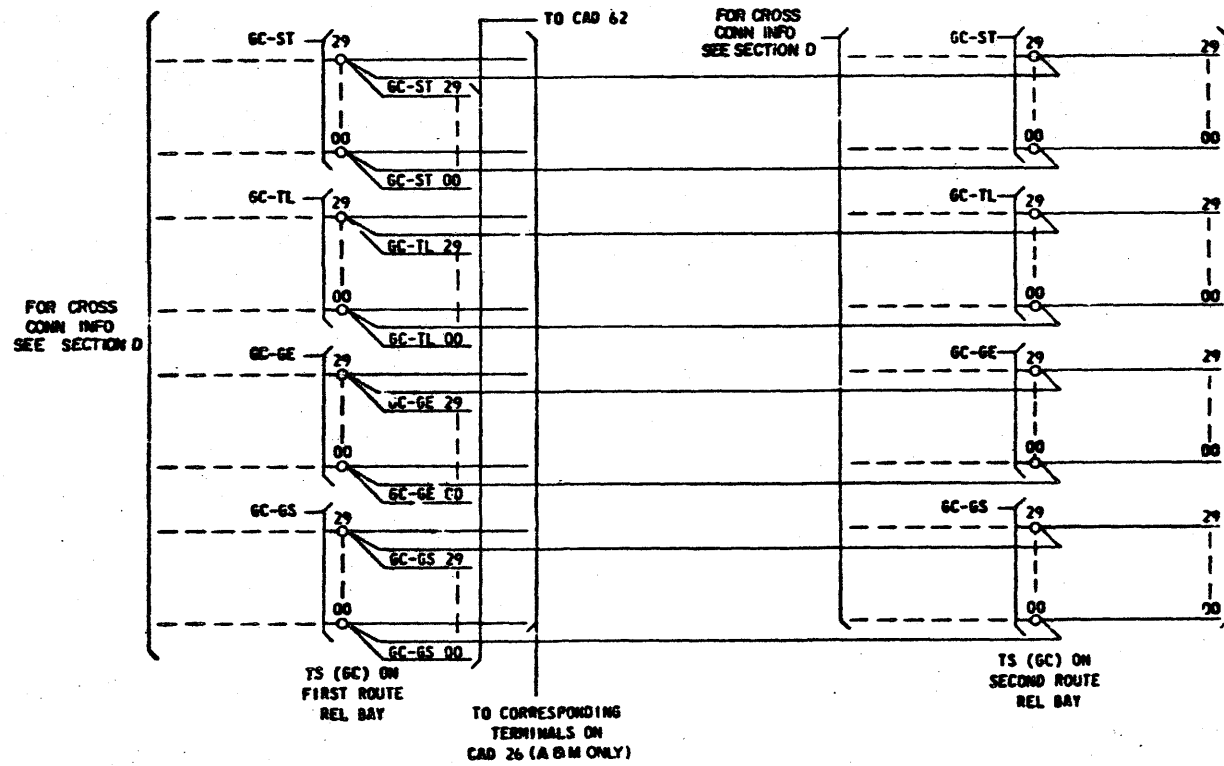 TO CAD 62
FOR CROSS
CONN INFO
SEE SECTION D
GC-ST
29
GC-ST 29
00
GC-ST 00
GC-TL
29
GC-TL 29
00
GC-TL 00
FOR CROSS
CONN INFO
SEE SECTION D
GC-GE
29
GC-GE 29
00
GC-GE 00
GC-GS
29
GC-GS 29
00
GC-GS 00
TS (GC) ON
FIRST ROUTE
REL BAY
TO CORRESPONDING
TERMINALS ON
CAD 26 (A & M ONLY)
GC-ST
29
29
00
00
GC-TL
29
29
00
00
GC-GE
29
29
00
00
GC-GS
29
29
00
00
TS (GC) ON
SECOND ROUTE
REL BAY